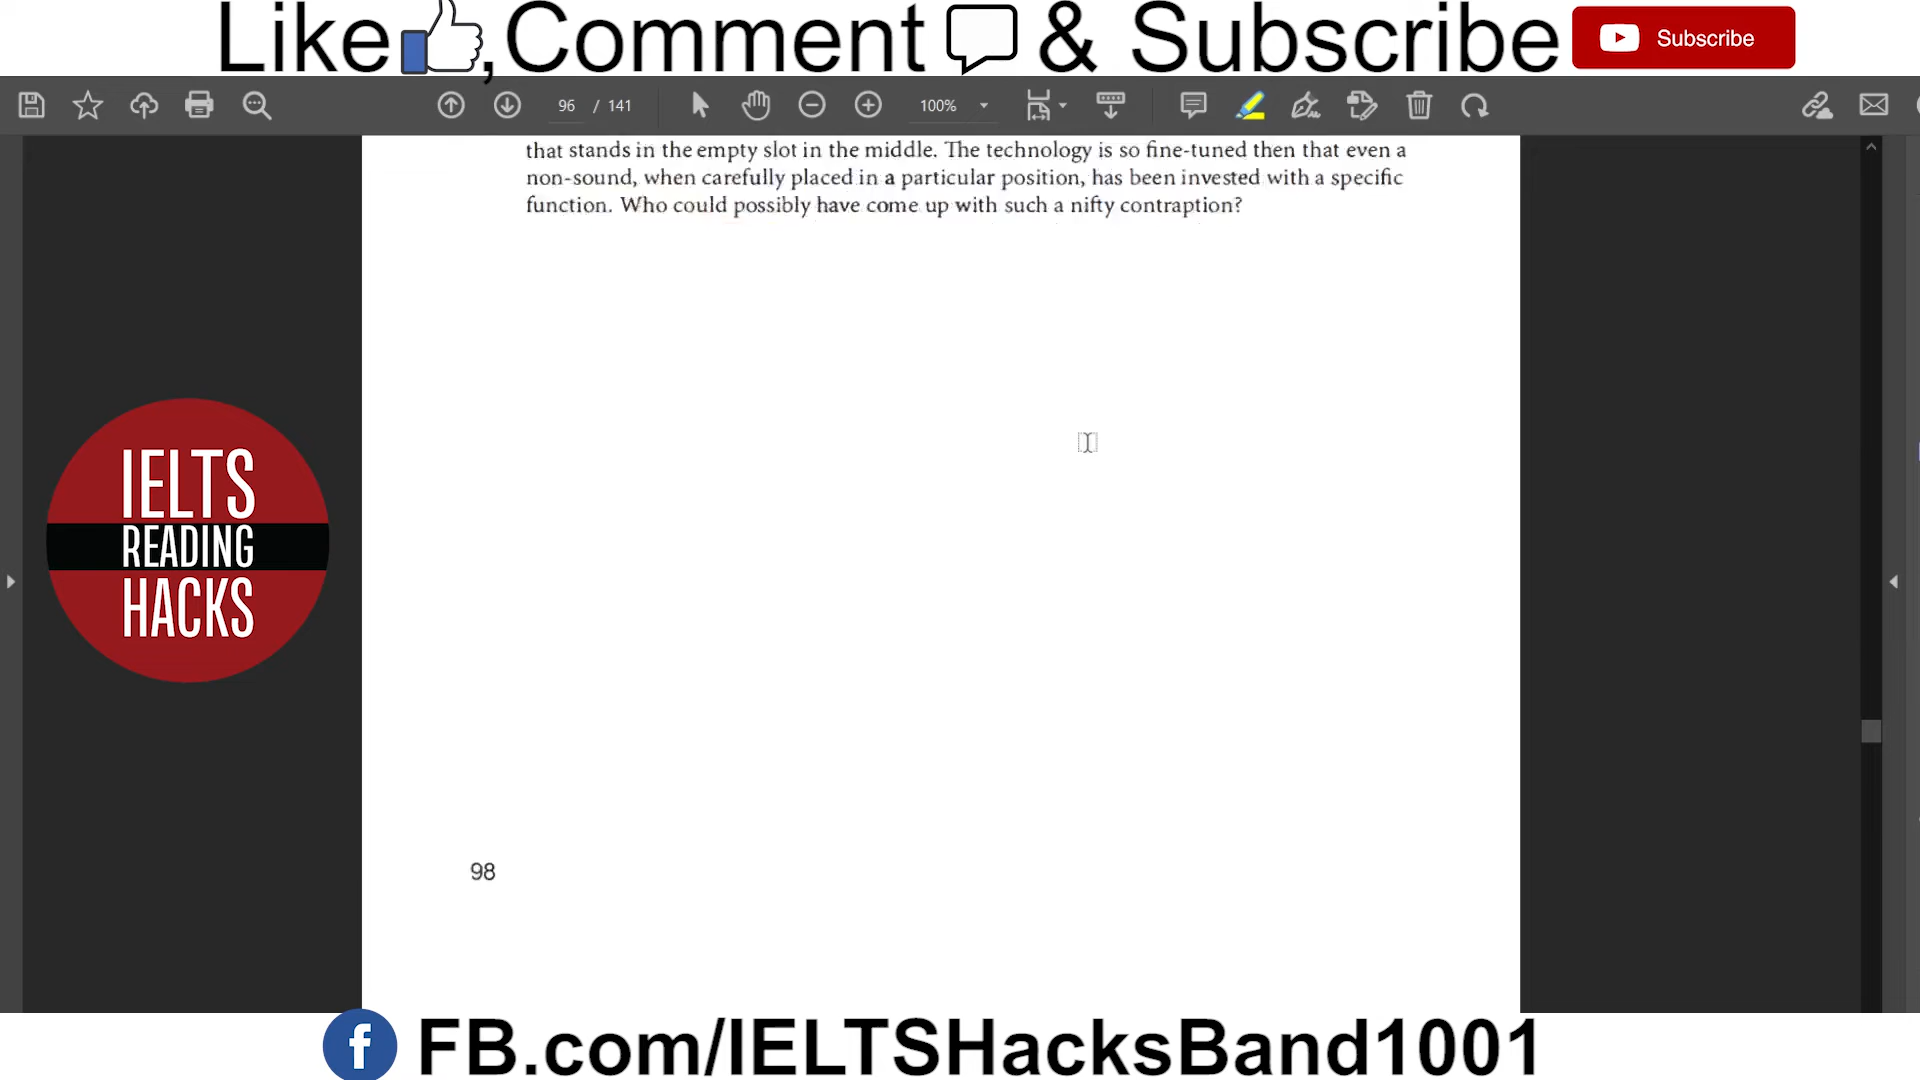 Like, Comment & Subscribe Subscribe
96 / 141 100%
that stands in the empty slot in the middle. The technology is so fine-tuned then that even a
non-sound, when carefully placed in a particular position, has been invested with a specific
function. Who could possibly have come up with such a nifty contraption?
IELTS
READING
HACKS
98
f FB.com/IELTSHacksBand1001